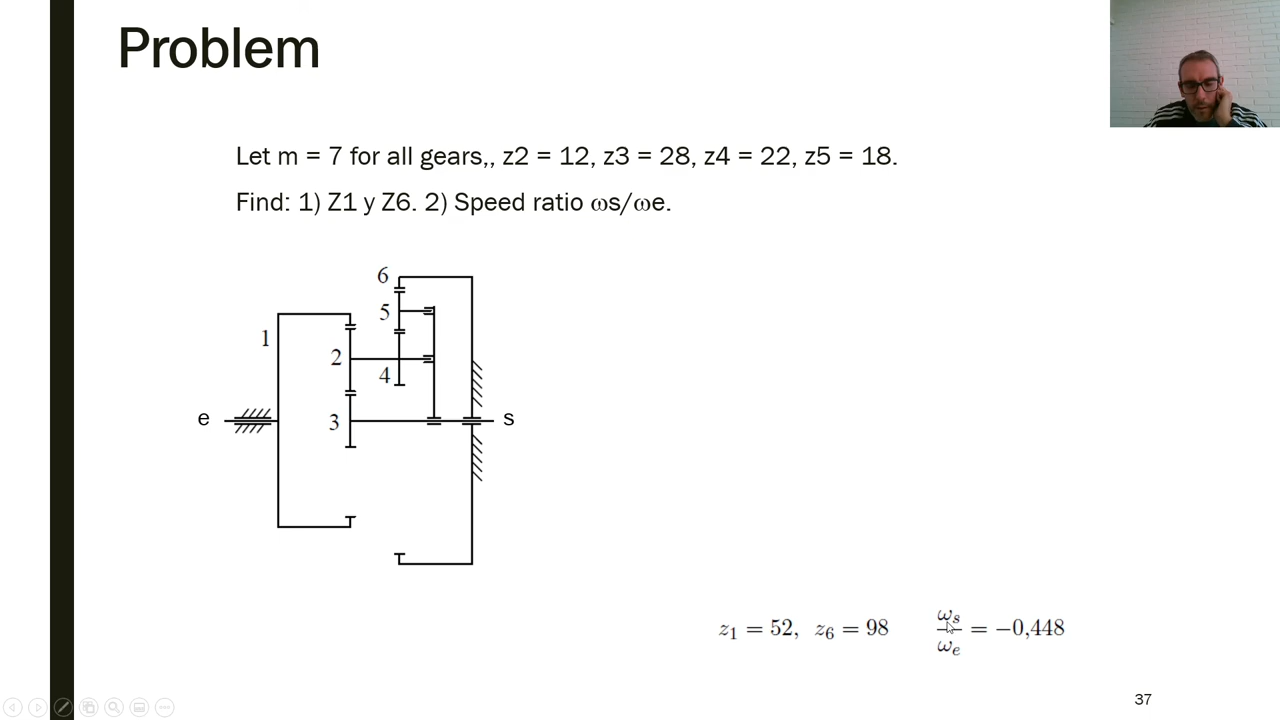 Problem
Let m = 7 for all gears,, z2 = 12, z3 = 28, z4 = 22, z5 = 18.
Find: 1) Z1 y Z6. 2) Speed ratio ωs/ωe.
6
5
1
2
4
e
3
s
z₁ = 52, z₆ = 98 ωₛ/ωₑ = −0,448
37